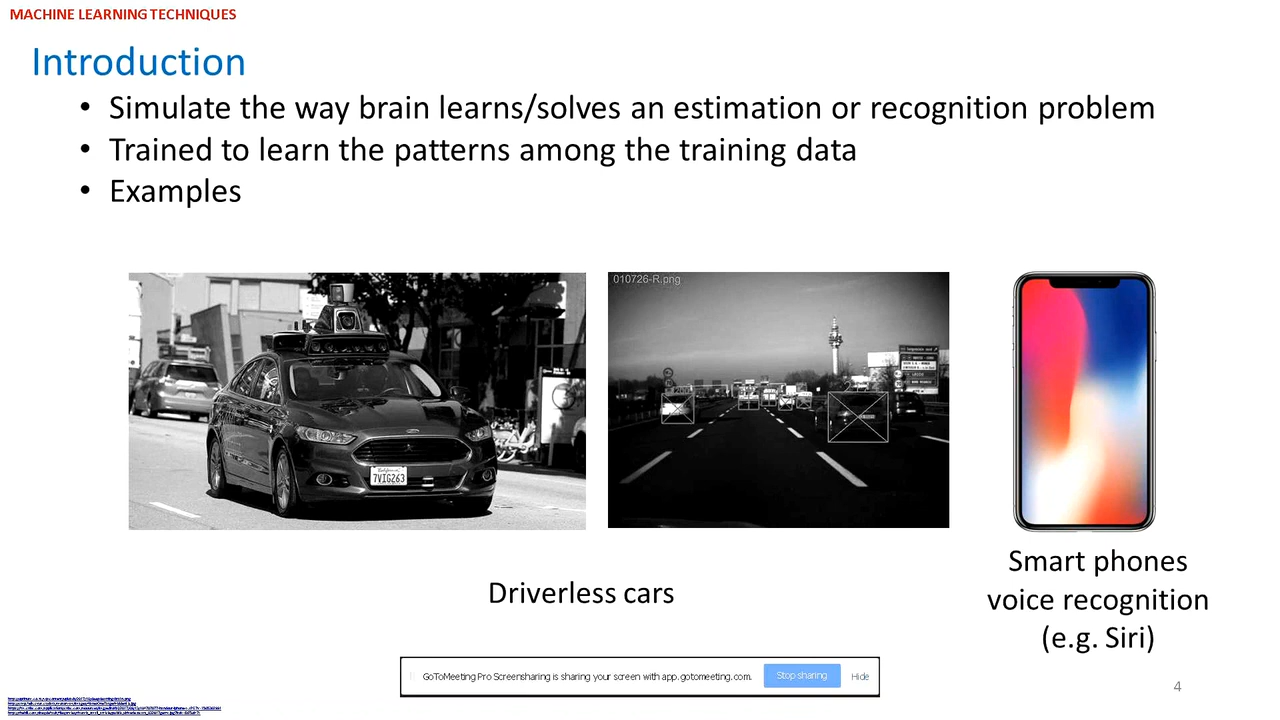 MACHINE LEARNING TECHNIQUES
Introduction
• Simulate the way brain learns/solves an estimation or recognition problem
• Trained to learn the patterns among the training data
• Examples
010726-R.png
California
7VIG263
Driverless cars
Smart phones
voice recognition
(e.g. Siri)
GoToMeeting Pro Screensharing is sharing your screen with app.gotomeeting.com.
Stop sharing
Hide
4